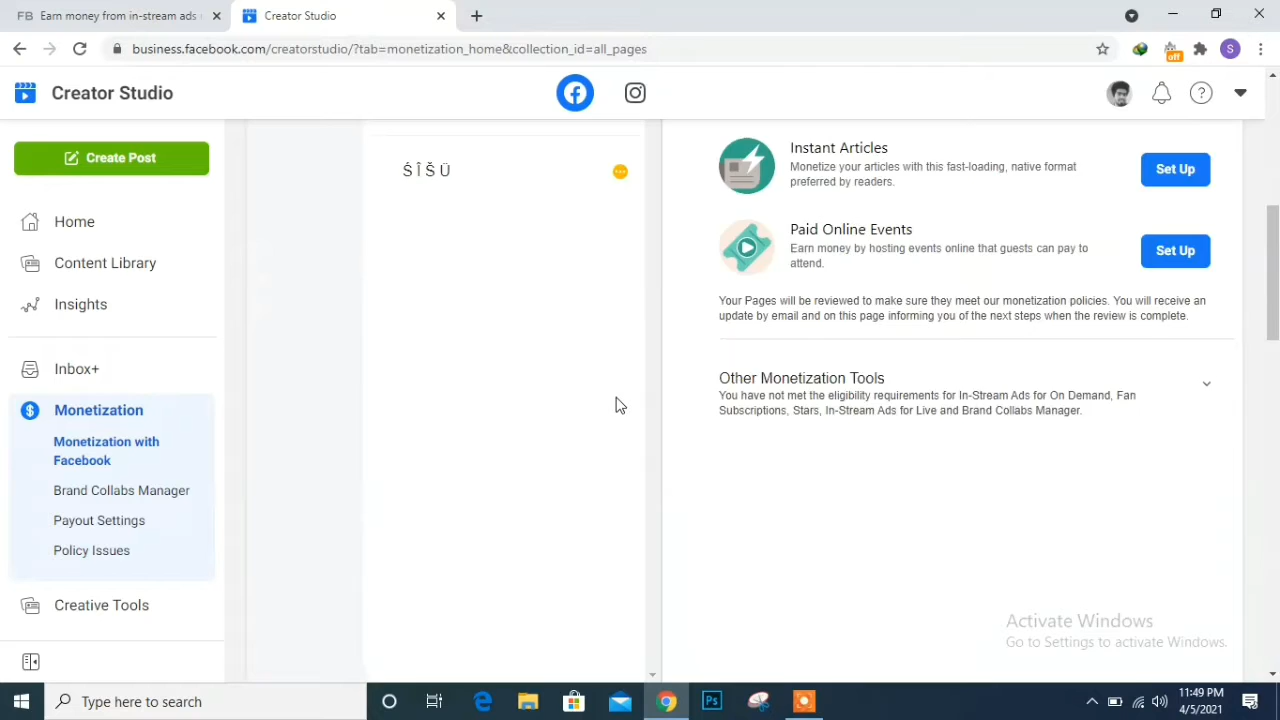 FB Earn money from in-stream ads
Creator Studio
business.facebook.com/creatorstudio/?tab=monetization_home&collection_id=all_pages
off
S
Creator Studio
Create Post
Home
Content Library
Insights
Inbox+
Monetization
Monetization with
Facebook
Brand Collabs Manager
Payout Settings
Policy Issues
Creative Tools
Ś Î Š Ü
Instant Articles
Monetize your articles with this fast-loading, native format
preferred by readers.
Set Up
Paid Online Events
Earn money by hosting events online that guests can pay to
attend.
Set Up
Your Pages will be reviewed to make sure they meet our monetization policies. You will receive an
update by email and on this page informing you of the next steps when the review is complete.
Other Monetization Tools
You have not met the eligibility requirements for In-Stream Ads for On Demand, Fan
Subscriptions, Stars, In-Stream Ads for Live and Brand Collabs Manager.
Activate Windows
Go to Settings to activate Windows.
Type here to search
Ps
11:49 PM
4/5/2021